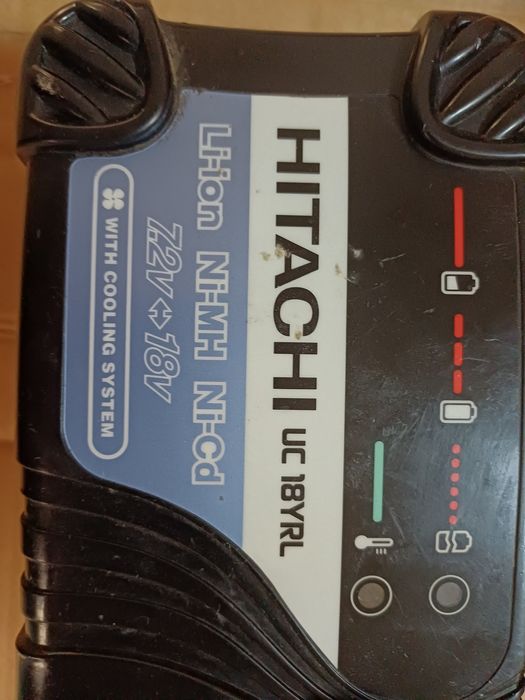 HITACHI UC 18YRL
Li-ion Ni-MH Ni-Cd
7.2v⇔18v
WITH COOLING SYSTEM